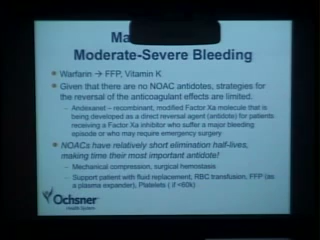 Ma
Moderate-Severe Bleeding
• Warfarin → FFP, Vitamin K
• Given that there are no NOAC antidotes, strategies for
the reversal of the anticoagulant effects are limited.
– Andexanet – recombinant, modified Factor Xa molecule that is
being developed as a direct reversal agent (antidote) for patients
receiving a Factor Xa inhibitor who suffer a major bleeding
episode or who may require emergency surgery
• NOACs have relatively short elimination half-lives,
making time their most important antidote!
– Mechanical compression, surgical hemostasis
– Support patient with fluid replacement, RBC transfusion, FFP (as
a plasma expander), Platelets ( if <60k)
Ochsner
Health System